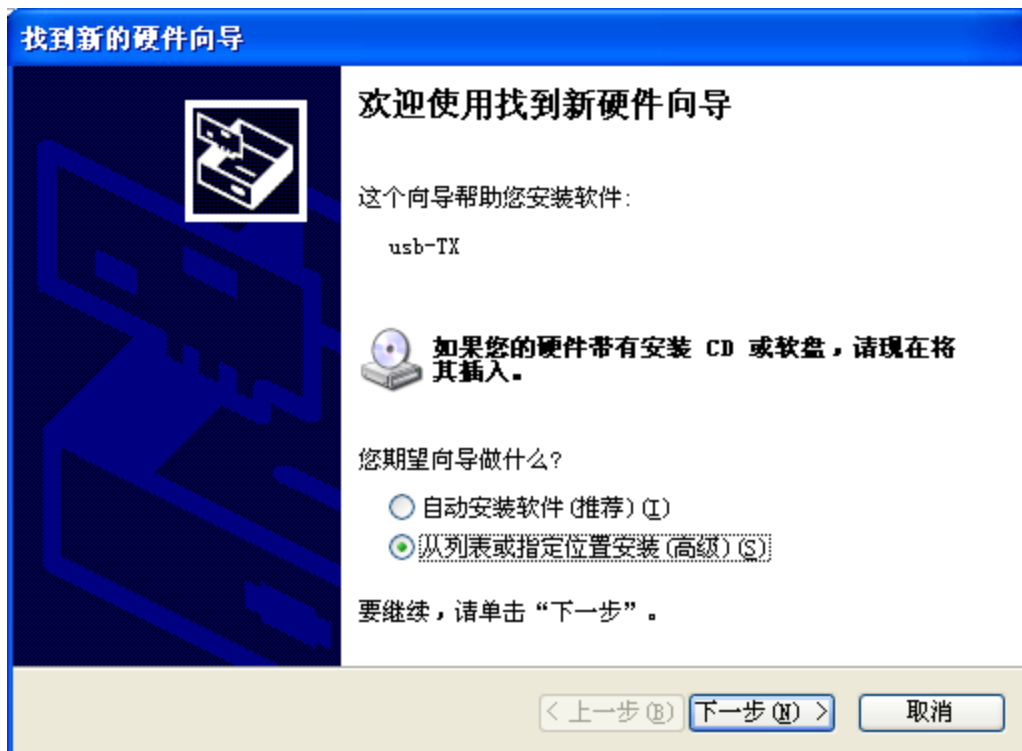 找到新的硬件向导
欢迎使用找到新硬件向导
这个向导帮助您安装软件:
usb-TX
如果您的硬件带有安装 CD 或软盘，请现在将
其插入。
您期望向导做什么?
自动安装软件(推荐)(I)
从列表或指定位置安装(高级)(S)
要继续，请单击“下一步”。
< 上一步(B) 下一步(N) > 取消